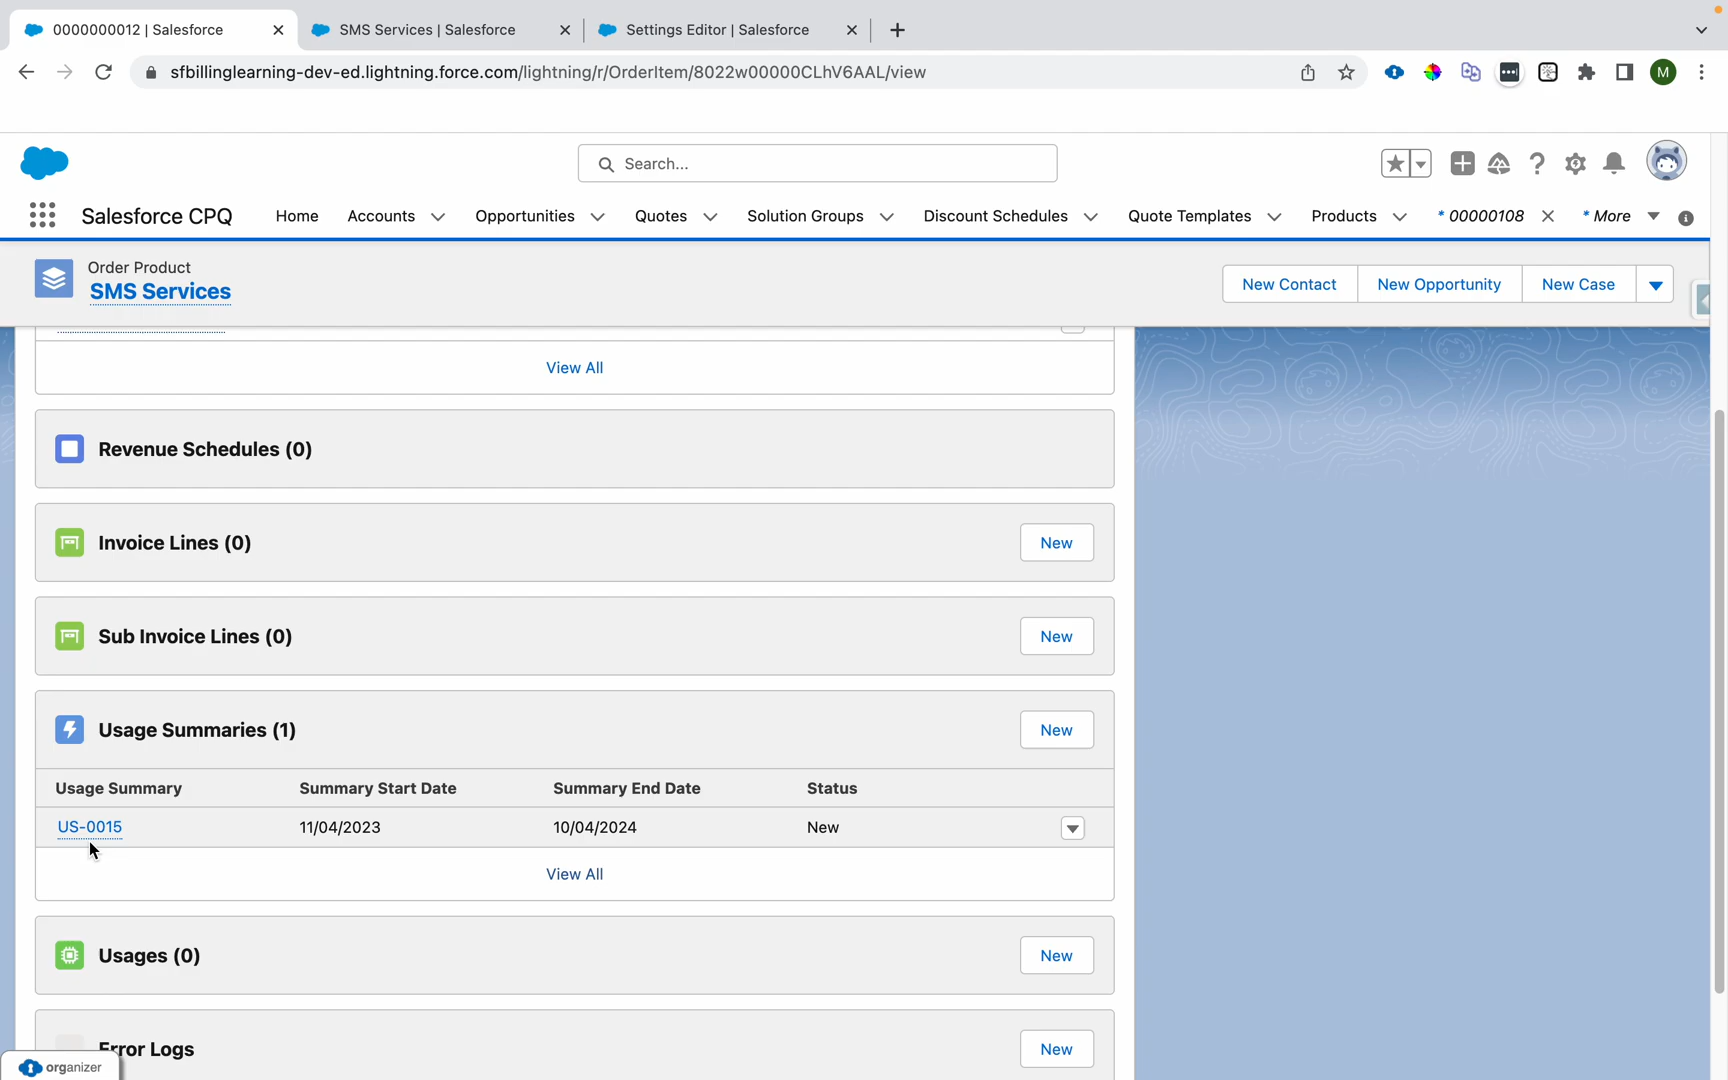 0000000012 | Salesforce
SMS Services | Salesforce
Settings Editor | Salesforce
sfbillinglearning-dev-ed.lightning.force.com/lightning/r/OrderItem/8022w00000CLhV6AAL/view
M
Search...
Salesforce CPQ
Home
Accounts
Opportunities
Quotes
Solution Groups
Discount Schedules
Quote Templates
Products
* 00000108
* More
Order Product
SMS Services
New Contact
New Opportunity
New Case
View All
Revenue Schedules (0)
Invoice Lines (0)
New
Sub Invoice Lines (0)
New
Usage Summaries (1)
New
Usage Summary Summary Start Date Summary End Date Status
US-0015 11/04/2023 10/04/2024 New
View All
Usages (0)
New
Error Logs
New
organizer